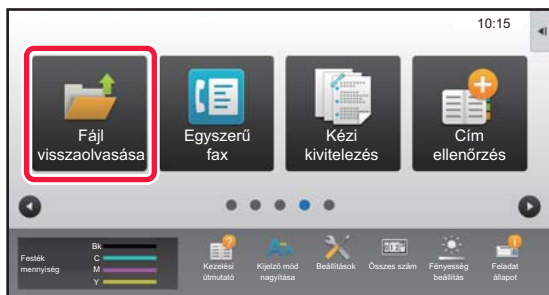 10:15
Fájl
visszaolvasása
Egyszerű
fax
Kézi
kivitelezés
Cím
ellenőrzés
Festék
mennyiség
Bk
C
M
Y
Kezelési
útmutató
Kijelző mód
nagyítása
Beállítások
Összes szám
Fényesség
beállítás
Feladat
állapot